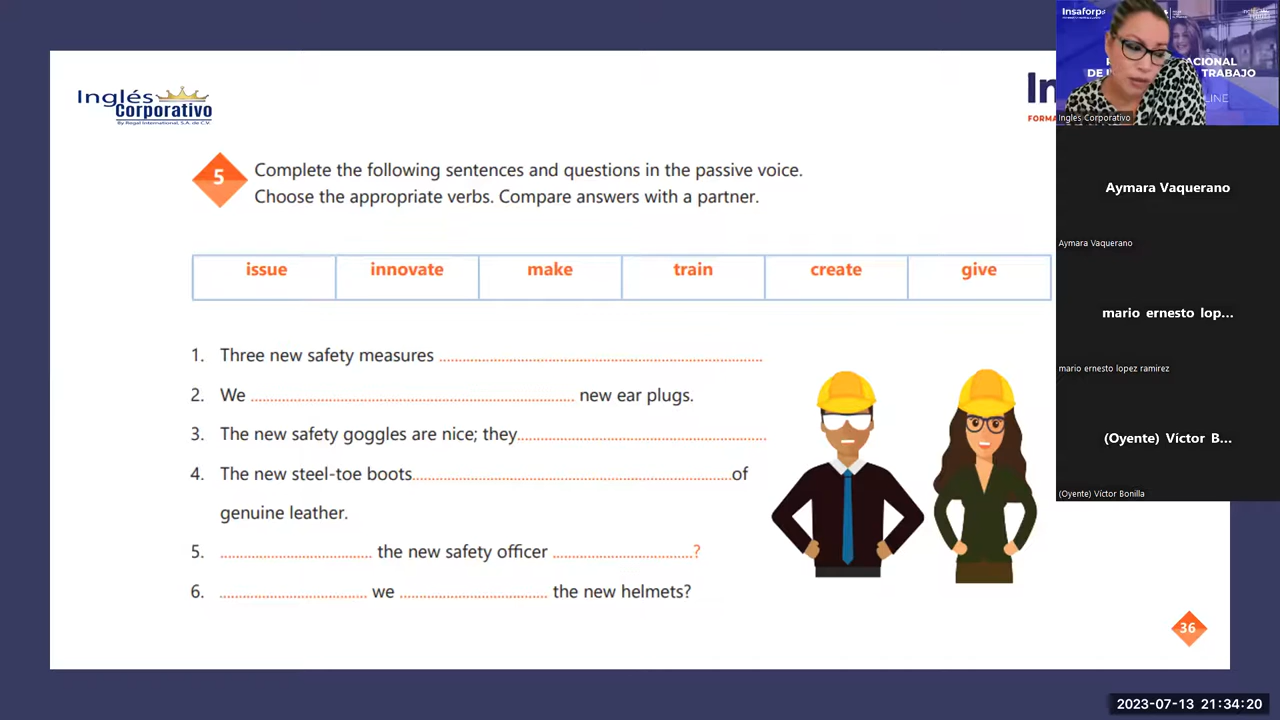 Inglés
Corporativo
By Regal International, S.A. de C.V.
5
Complete the following sentences and questions in the passive voice.
Choose the appropriate verbs. Compare answers with a partner.
issue innovate make train create give
1. Three new safety measures ........................
2. We ........................ new ear plugs.
3. The new safety goggles are nice; they........................
4. The new steel-toe boots........................of
genuine leather.
5. ........................ the new safety officer ........................?
6. ........................ we ........................ the new helmets?
36
Insaforp
ACIONAL
TRABAJO
LINE
Ingles Corporativo
Aymara Vaquerano
Aymara Vaquerano
mario ernesto lop...
mario ernesto lopez ramirez
(Oyente) Víctor B...
(Oyente) Víctor Bonilla
2023-07-13 21:34:20